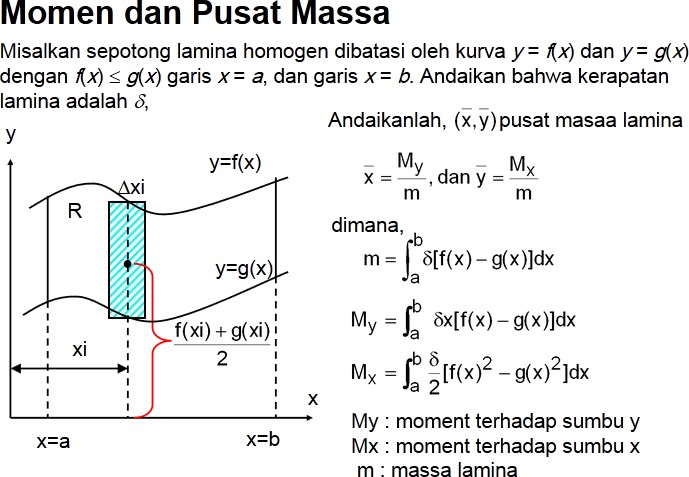 Momen dan Pusat Massa
Misalkan sepotong lamina homogen dibatasi oleh kurva y = f(x) dan y = g(x)
dengan f(x) ≤ g(x) garis x = a, dan garis x = b. Andaikan bahwa kerapatan
lamina adalah δ,
y
y=f(x)
Δxi
R
y=g(x)
f(xi) + g(xi)
2
xi
x
x=a
x=b
Andaikanlah, (x̄,ȳ) pusat masaa lamina
x̄ = My/m , dan ȳ = Mx/m
dimana,
m = ∫ₐᵇ δ[f(x) − g(x)]dx
My = ∫ₐᵇ δx[f(x) − g(x)]dx
Mx = ∫ₐᵇ δ/2 [f(x)² − g(x)²]dx
My : moment terhadap sumbu y
Mx : moment terhadap sumbu x
m : massa lamina